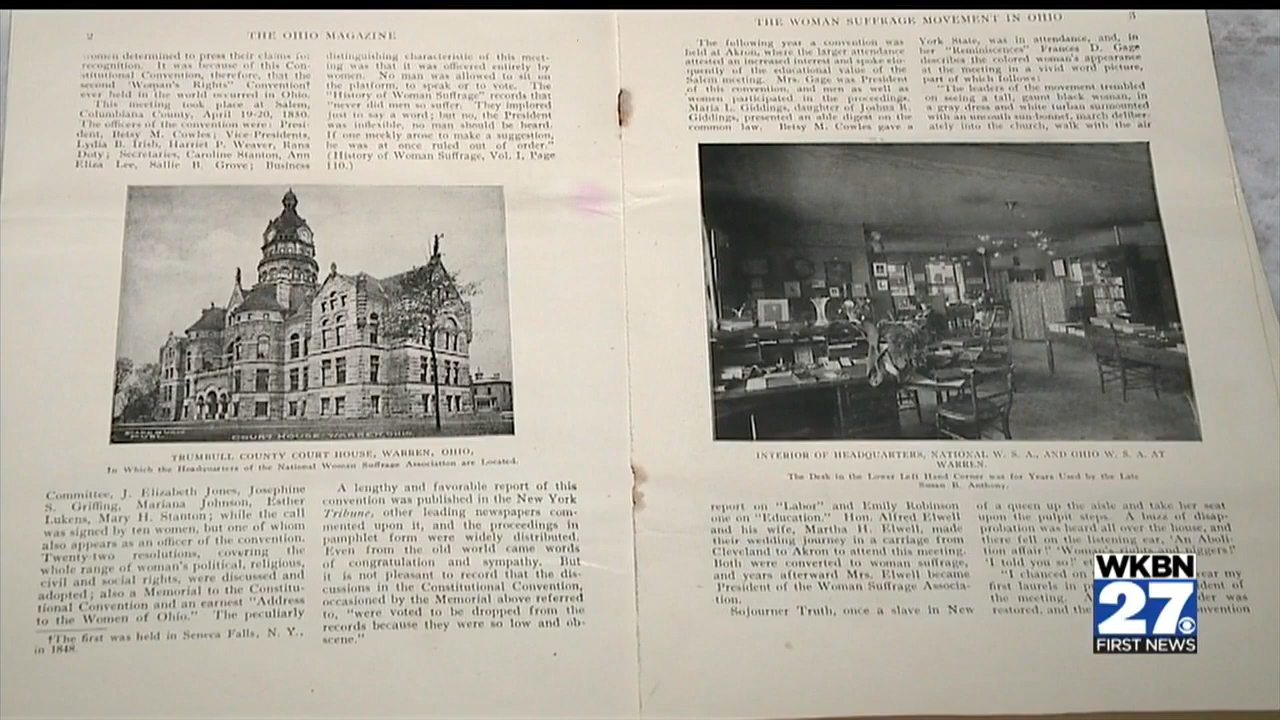 2
THE OHIO MAGAZINE
women determined to press their claims for
recognition. It was because of this Con-
stitutional Convention, therefore, that the
second "Woman's Rights" Convention†
ever held in the world occurred in Ohio.
This meeting took place at Salem,
Columbiana County, April 19-20, 1850.
The officers of the convention were: Presi-
dent, Betsy M. Cowles; Vice-Presidents,
Lydia B. Irish, Harriet P. Weaver, Rana
Doty; Secretaries, Caroline Stanton, Ann
Eliza Lee, Sallie B. Grove; Business
distinguishing characteristic of this meet-
ing was that it was officered entirely by
women. No man was allowed to sit on
the platform, to speak or to vote. The
"History of Woman Suffrage" records that
"never did men so suffer. They implored
just to say a word; but no, the President
was inflexible, no man should be heard.
If one meekly arose to make a suggestion,
he was at once ruled out of order."
(History of Woman Suffrage, Vol. I, Page
110.)
COURT HOUSE, WARREN, OHIO.
TRUMBULL COUNTY COURT HOUSE, WARREN, OHIO,
In Which the Headquarters of the National Woman Suffrage Association are Located.
Committee, J. Elizabeth Jones, Josephine
S. Griffing, Mariana Johnson, Esther
Lukens, Mary H. Stanton; while the call
was signed by ten women, but one of whom
also appears as an officer of the convention.
Twenty-two resolutions, covering the
whole range of woman's political, religious,
civil and social rights, were discussed and
adopted; also a Memorial to the Constitu-
tional Convention and an earnest "Address
to the Women of Ohio." The peculiarly
†The first was held in Seneca Falls, N. Y.,
in 1848.
A lengthy and favorable report of this
convention was published in the New York
Tribune, other leading newspapers com-
mented upon it, and the proceedings in
pamphlet form were widely distributed.
Even from the old world came words
of congratulation and sympathy. But
it is not pleasant to record that the dis-
cussions in the Constitutional Convention,
occasioned by the Memorial above referred
to, "were voted to be dropped from the
records because they were so low and ob-
scene."
THE WOMAN SUFFRAGE MOVEMENT IN OHIO
3
The following year a convention was
held at Akron, where the larger attendance
attested an increased interest and spoke elo-
quently of the educational value of the
Salem meeting. Mrs. Gage was President
of this convention, and men as well as
women participated in the proceedings.
Maria L. Giddings, daughter of Joshua R.
Giddings, presented an able digest on the
common law. Betsy M. Cowles gave a
York State, was in attendance, and, in
her "Reminiscences" Frances D. Gage
describes the colored woman's appearance
at the meeting in a vivid word picture,
part of which follows:
"The leaders of the movement trembled
on seeing a tall, gaunt black woman, in
a gray dress and white turban surmounted
with an uncouth sun-bonnet, march deliber-
ately into the church, walk with the air
INTERIOR OF HEADQUARTERS, NATIONAL W. S. A., AND OHIO W. S. A. AT
WARREN.
The Desk in the Lower Left Hand Corner was for Years Used by the Late
Susan B. Anthony.
report on "Labor" and Emily Robinson
one on "Education." Hon. Alfred Elwell
and his wife, Martha H. Elwell, made
their wedding journey in a carriage from
Cleveland to Akron to attend this meeting.
Both were converted to woman suffrage,
and years afterward Mrs. Elwell became
President of the Woman Suffrage Associa-
tion.
Sojourner Truth, once a slave in New
of a queen up the aisle and take her seat
upon the pulpit steps. A buzz of disap-
probation was heard all over the house, and
there fell on the listening ear, 'An Aboli-
tion affair!' 'Woman's rights and
'I told you so!'
"I chanced on
first laurels in
the meeting.
restored, and the
WKBN
27
FIRST NEWS